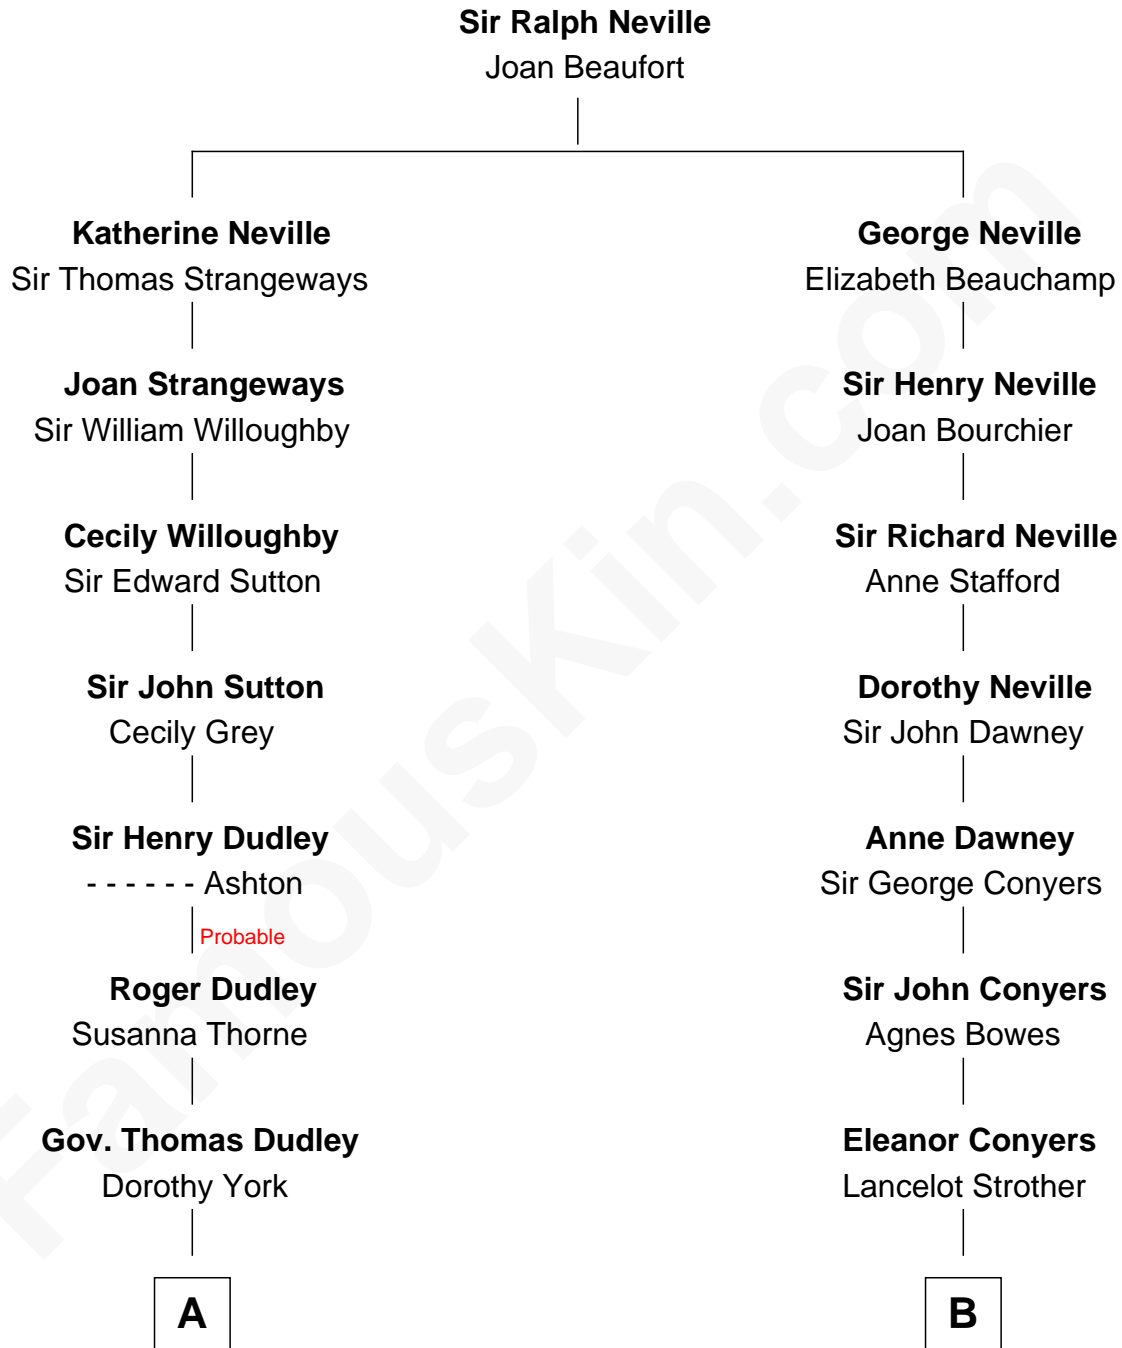 Sir Ralph Neville
Joan Beaufort
Katherine Neville
Sir Thomas Strangeways
George Neville
Elizabeth Beauchamp
Joan Strangeways
Sir William Willoughby
Sir Henry Neville
Joan Bourchier
Cecily Willoughby
Sir Edward Sutton
Sir Richard Neville
Anne Stafford
Sir John Sutton
Cecily Grey
Dorothy Neville
Sir John Dawney
Sir Henry Dudley
- - - - - - Ashton
Anne Dawney
Sir George Conyers
Probable
Roger Dudley
Susanna Thorne
Sir John Conyers
Agnes Bowes
Gov. Thomas Dudley
Dorothy York
Eleanor Conyers
Lancelot Strother
A
B
FamousKin.com